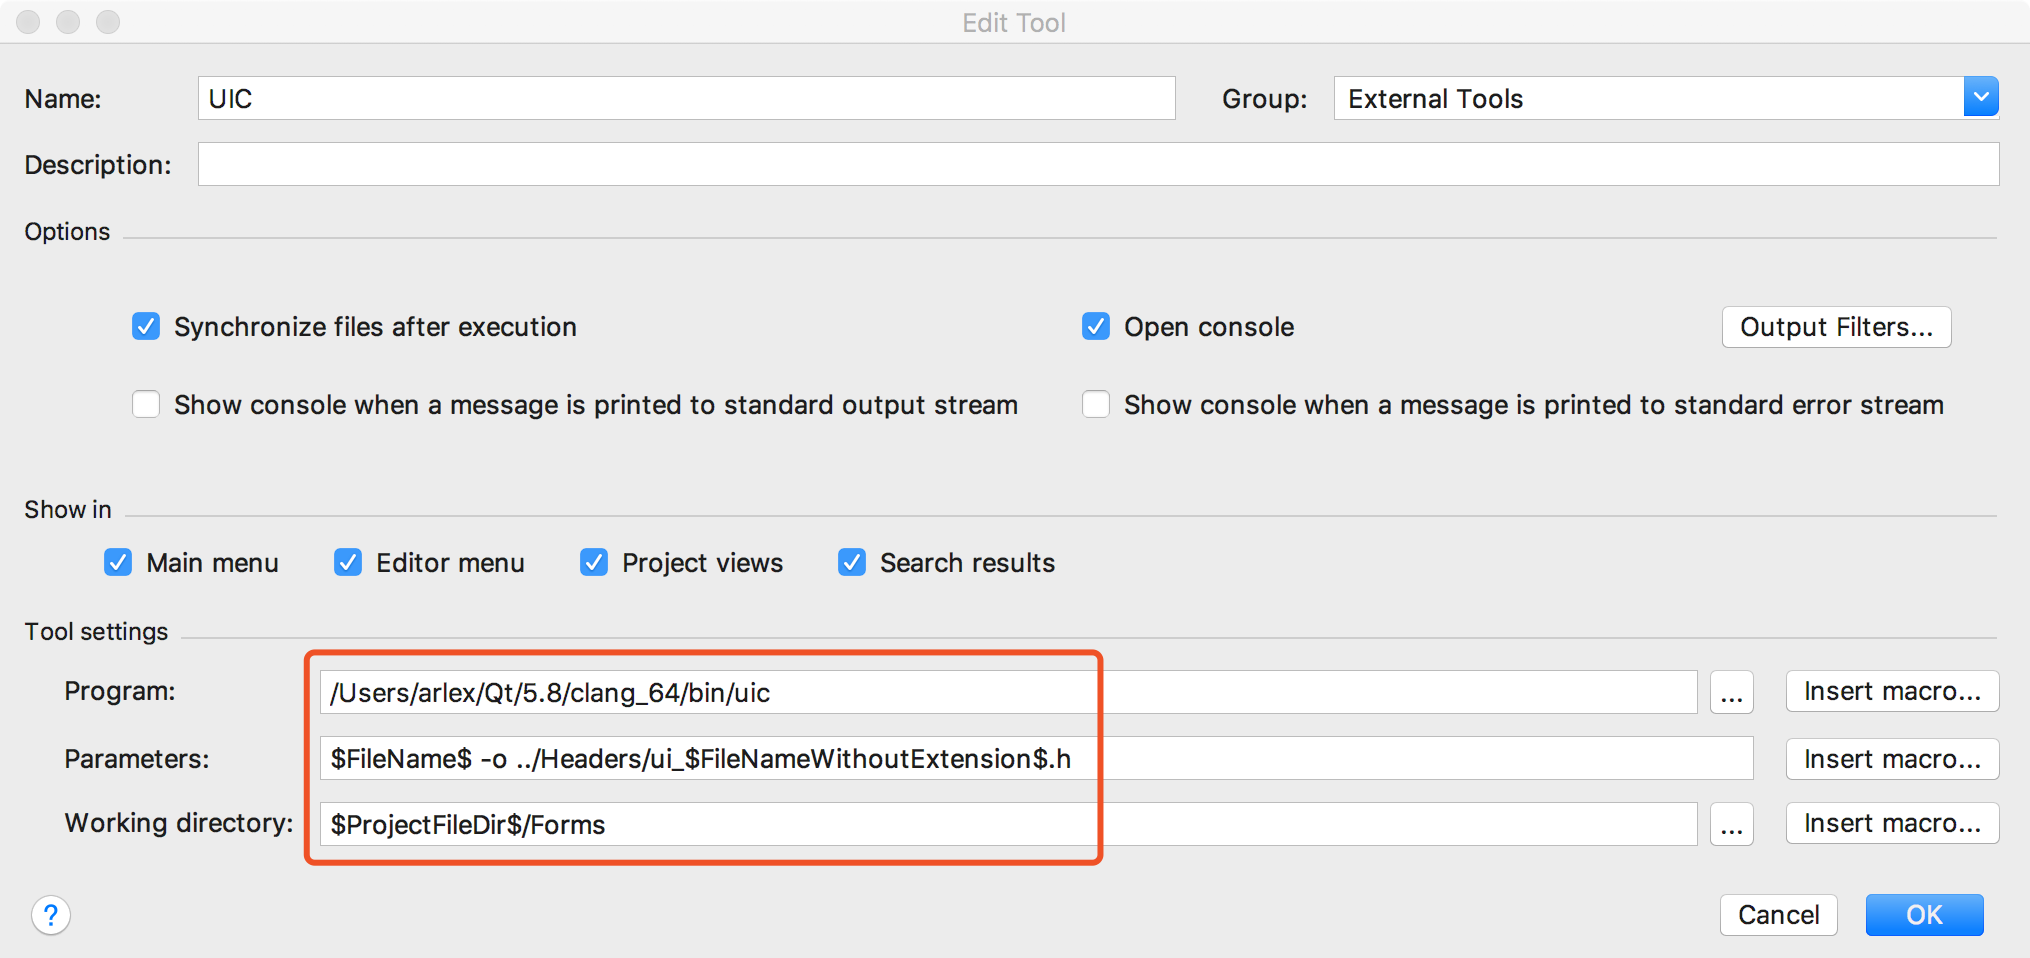 Edit Tool
Name: UIC Group: External Tools
Description:
Options
Synchronize files after execution Open console Output Filters...
Show console when a message is printed to standard output stream Show console when a message is printed to standard error stream
Show in
Main menu Editor menu Project views Search results
Tool settings
Program: /Users/arlex/Qt/5.8/clang_64/bin/uic ... Insert macro...
Parameters: $FileName$ -o ../Headers/ui_$FileNameWithoutExtension$.h Insert macro...
Working directory: $ProjectFileDir$/Forms ... Insert macro...
? Cancel OK